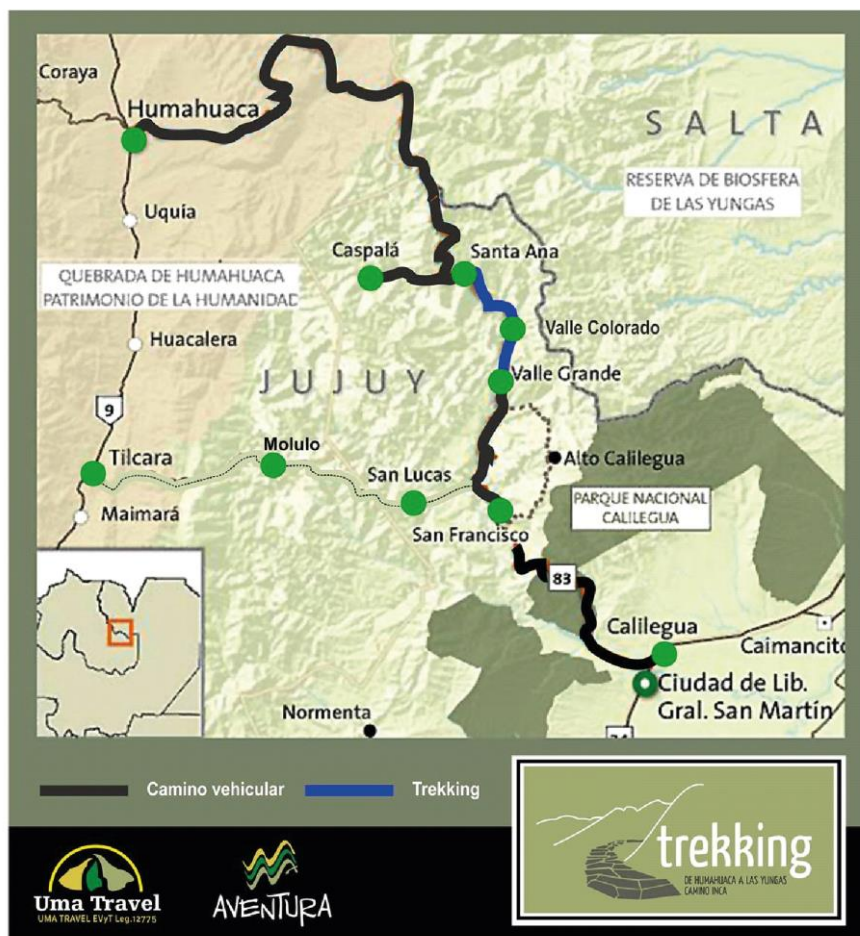 Coraya
Humahuaca
SALTA
RESERVA DE BIOSFERA
DE LAS YUNGAS
Uquía
Caspalá
Santa Ana
QUEBRADA DE HUMAHUACA
PATRIMONIO DE LA HUMANIDAD
Valle Colorado
Huacalera
Valle Grande
JUJUY
9
Tilcara
Molulo
Alto Calilegua
San Lucas
PARQUE NACIONAL
CALILEGUA
Maimará
San Francisco
83
Calilegua
Caimancito
Ciudad de Lib.
Gral. San Martín
Normenta
Camino vehicular
Trekking
trekking
DE HUMAHUACA A LAS YUNGAS
CAMINO INCA
Uma Travel
UMA TRAVEL EVyT Leg.12775
AVENTURA